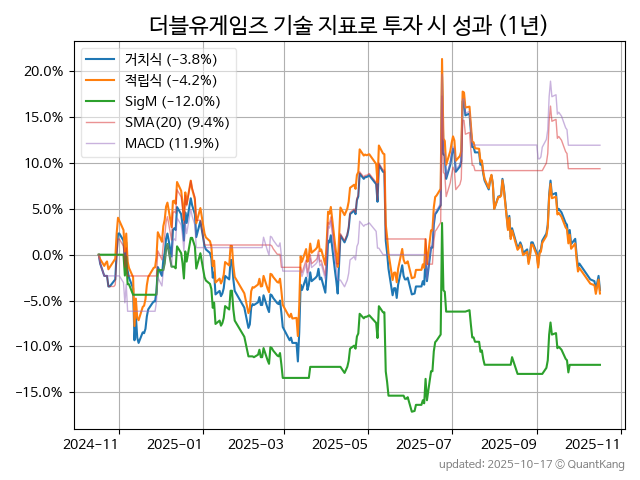 더블유게임즈 기술 지표로 투자 시 성과 (1년)
거치식 (−3.8%)
적립식 (−4.2%)
SigM (−12.0%)
SMA(20) (9.4%)
MACD (11.9%)
20.0%
15.0%
10.0%
5.0%
0.0%
−5.0%
−10.0%
−15.0%
2024-11 2025-01 2025-03 2025-05 2025-07 2025-09 2025-11
updated: 2025-10-17 © QuantKang